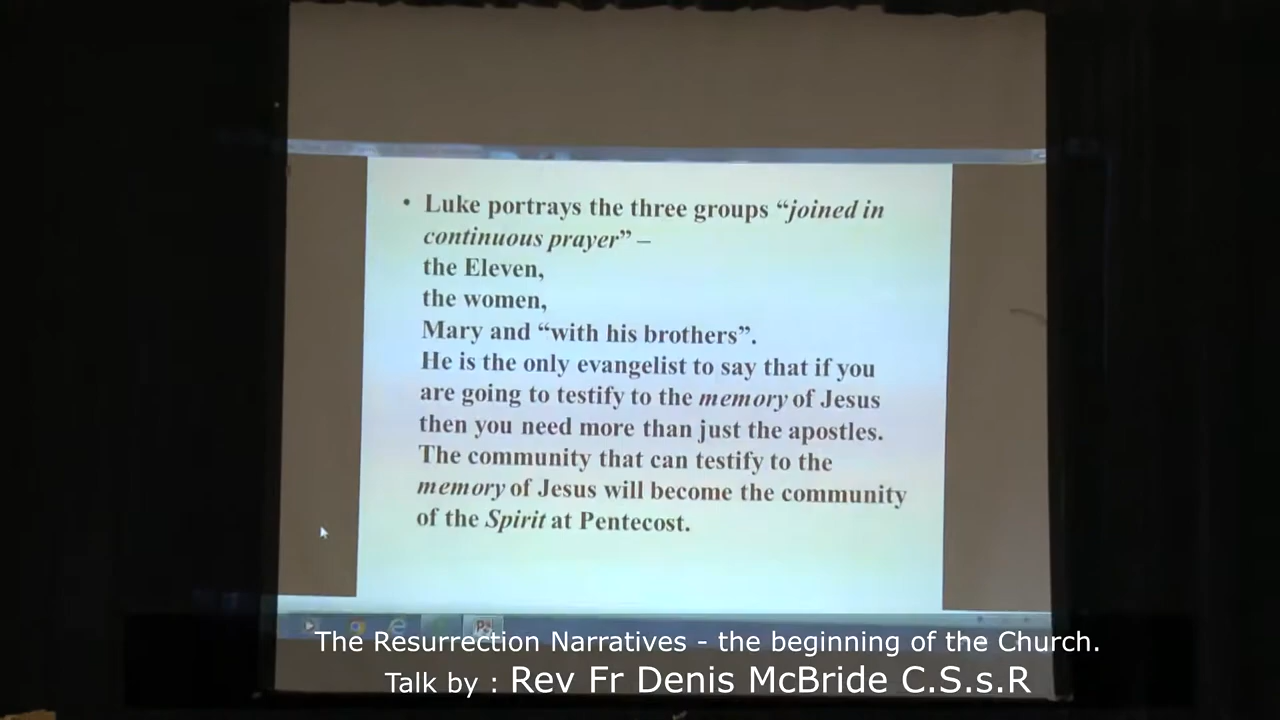 • Luke portrays the three groups “joined in
continuous prayer” –
the Eleven,
the women,
Mary and “with his brothers”.
He is the only evangelist to say that if you
are going to testify to the memory of Jesus
then you need more than just the apostles.
The community that can testify to the
memory of Jesus will become the community
of the Spirit at Pentecost.
The Resurrection Narratives - the beginning of the Church.
Talk by : Rev Fr Denis McBride C.S.s.R